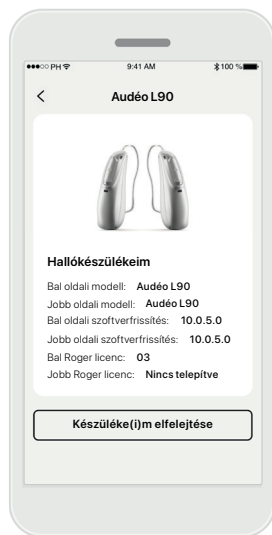 PH 9:41 AM 100 %
Audéo L90
Hallókészülékeim
Bal oldali modell: Audéo L90
Jobb oldali modell: Audéo L90
Bal oldali szoftverfrissítés: 10.0.5.0
Jobb oldali szoftverfrissítés: 10.0.5.0
Bal Roger licenc: 03
Jobb Roger licenc: Nincs telepítve
Készüléke(i)m elfelejtése